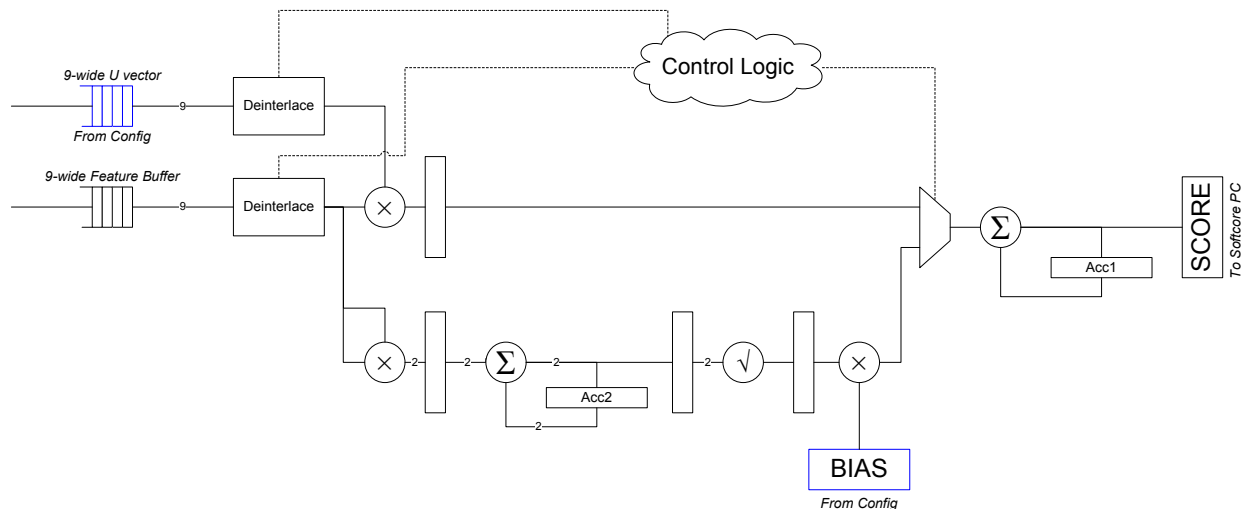 Control Logic
9-wide U vector
9
Deinterlace
From Config
9-wide Feature Buffer
9
Deinterlace
×
Σ
SCORE
To Softcore PC
Acc1
×
2
2
Σ
2
2
√
×
Acc2
2
BIAS
From Config